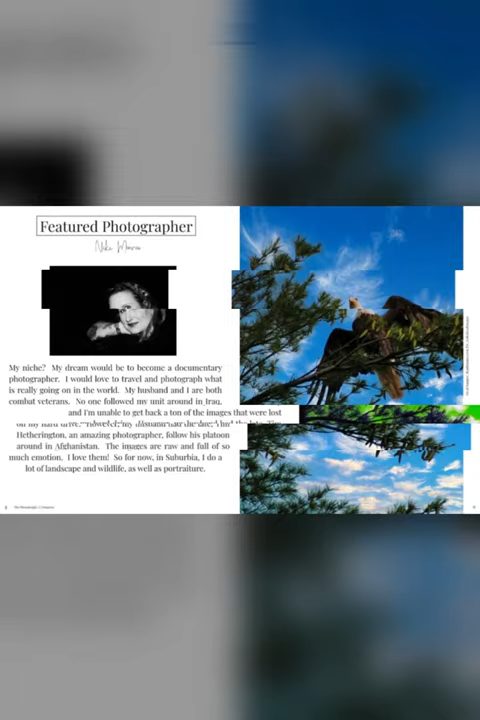 Featured Photographer
My niche? My dream would be to become a documentary
photographer. I would love to travel and photograph what
is really going on in the world. My husband and I are both
combat veterans. No one followed my unit around in Iraq,
and I'm unable to get back a ton of the images that were lost
on my hard drive.
Hetherington, an amazing photographer, follow his platoon
around in Afghanistan. The images are raw and full of so
much emotion. I love them! So for now, in Suburbia, I do a
lot of landscape and wildlife, as well as portraiture.